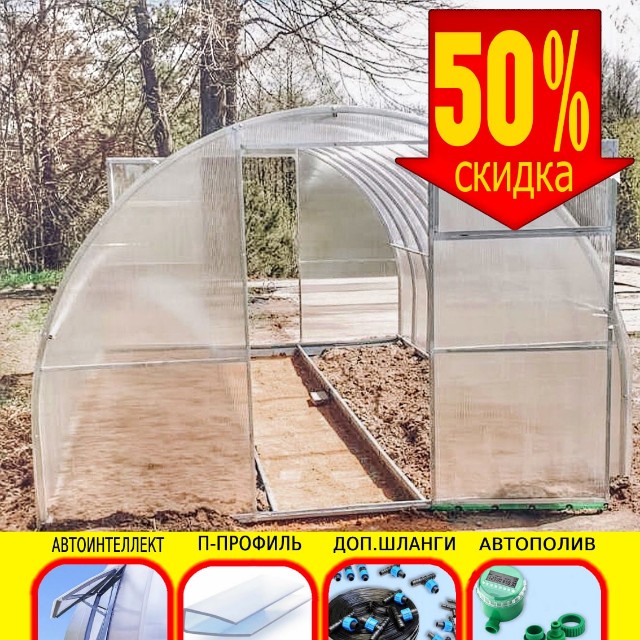 50%
скидка
АВТОИНТЕЛЛЕКТ
П-ПРОФИЛЬ
ДОП.ШЛАНГИ
АВТОПОЛИВ